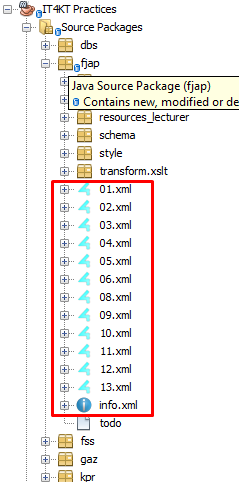 IT4KT Practices
Source Packages
dbs
fjap
Java Source Package (fjap)
Contains new, modified or de
resources_lecturer
schema
style
transform.xslt
01.xml
02.xml
03.xml
04.xml
05.xml
06.xml
08.xml
09.xml
10.xml
11.xml
12.xml
13.xml
info.xml
todo
fss
gaz
kpr